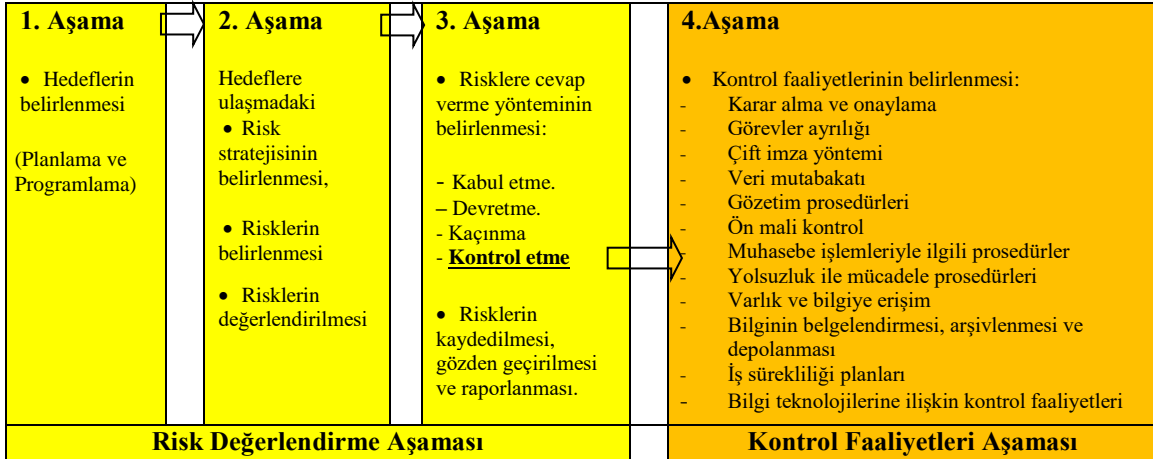 1. Aşama
• Hedeflerin
belirlenmesi
(Planlama ve
Programlama)
2. Aşama
Hedeflere
ulaşmadaki
• Risk
stratejisinin
belirlenmesi,
• Risklerin
belirlenmesi
• Risklerin
değerlendirilmesi
3. Aşama
• Risklere cevap
verme yönteminin
belirlenmesi:
- Kabul etme.
– Devretme.
- Kaçınma
- Kontrol etme
• Risklerin
kaydedilmesi,
gözden geçirilmesi
ve raporlanması.
4.Aşama
• Kontrol faaliyetlerinin belirlenmesi:
- Karar alma ve onaylama
- Görevler ayrılığı
- Çift imza yöntemi
- Veri mutabakatı
- Gözetim prosedürleri
- Ön mali kontrol
- Muhasebe işlemleriyle ilgili prosedürler
- Yolsuzluk ile mücadele prosedürleri
- Varlık ve bilgiye erişim
- Bilginin belgelendirmesi, arşivlenmesi ve
depolanması
- İş sürekliliği planları
- Bilgi teknolojilerine ilişkin kontrol faaliyetleri
Risk Değerlendirme Aşaması
Kontrol Faaliyetleri Aşaması